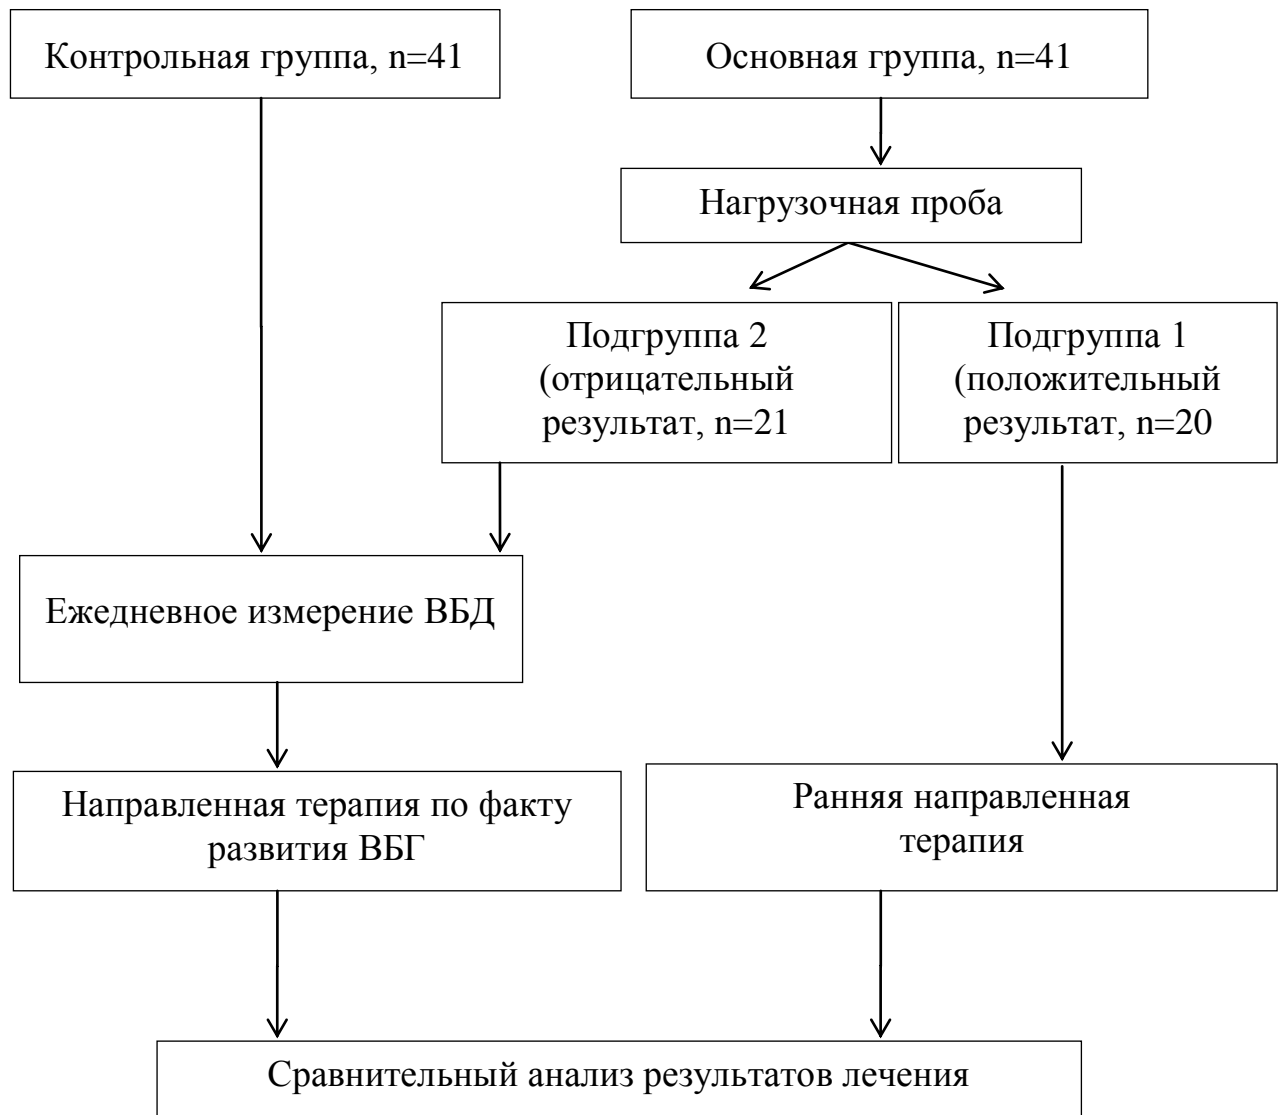 Контрольная группа, n=41
Основная группа, n=41
Нагрузочная проба
Подгруппа 2
(отрицательный
результат, n=21
Подгруппа 1
(положительный
результат, n=20
Ежедневное измерение ВБД
Направленная терапия по факту
развития ВБГ
Ранняя направленная
терапия
Сравнительный анализ результатов лечения